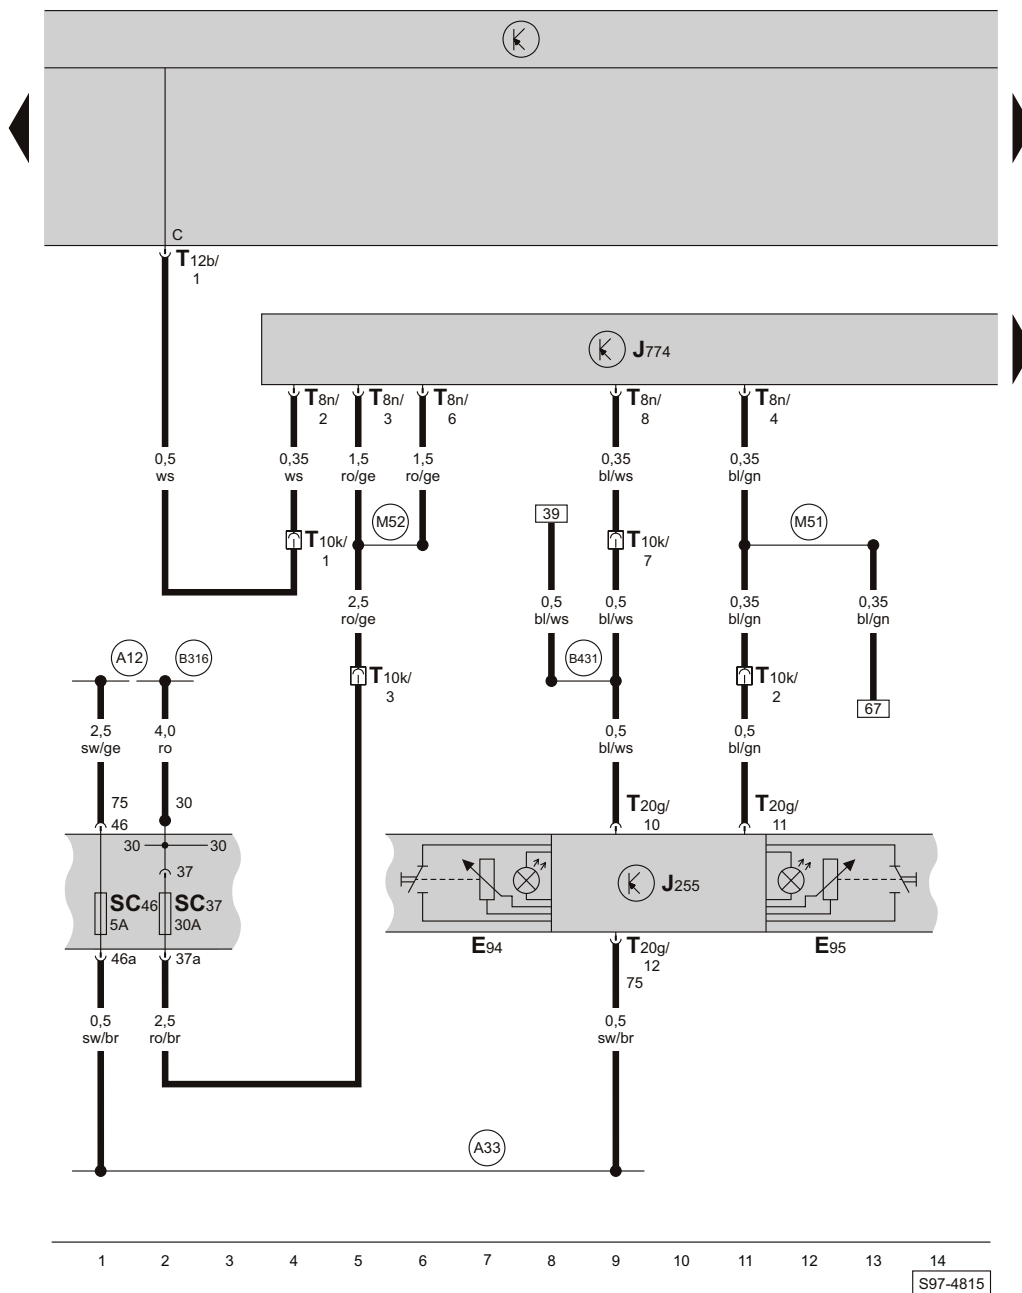 C
T12b/
1
J774
T8n/
2
T8n/
3
T8n/
6
T8n/
8
T8n/
4
0,5
ws
0,35
ws
1,5
ro/ge
1,5
ro/ge
0,35
bl/ws
0,35
bl/gn
M52
39
M51
T10k/
1
T10k/
7
2,5
ro/ge
0,5
bl/ws
0,5
bl/ws
0,35
bl/gn
0,35
bl/gn
A12
B316
B431
T10k/
3
T10k/
2
67
2,5
sw/ge
4,0
ro
0,5
bl/ws
0,5
bl/gn
75
46
30
T20g/
10
T20g/
11
30
30
37
SC46
5A
SC37
30A
J255
46a
37a
E94
T20g/
12
75
E95
0,5
sw/br
2,5
ro/br
0,5
sw/br
A33
1 2 3 4 5 6 7 8 9 10 11 12 13 14
S97-4815